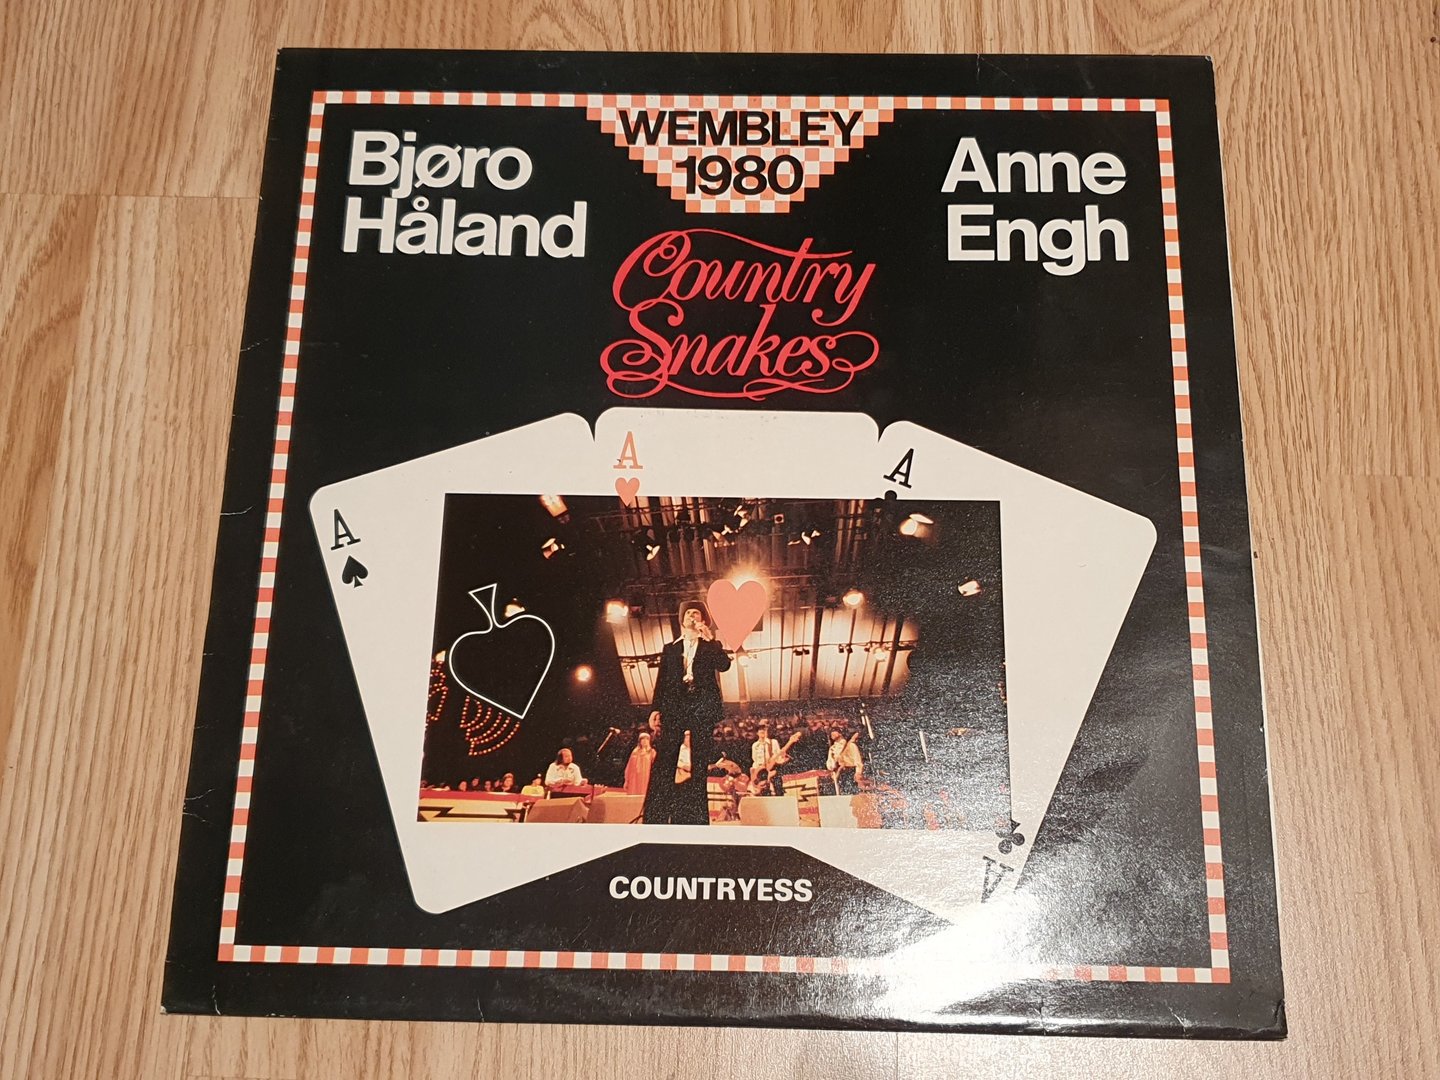 WEMBLEY
1980
Bjøro
Håland
Anne
Engh
Country
Snakes
A
A
A
COUNTRYESS
A